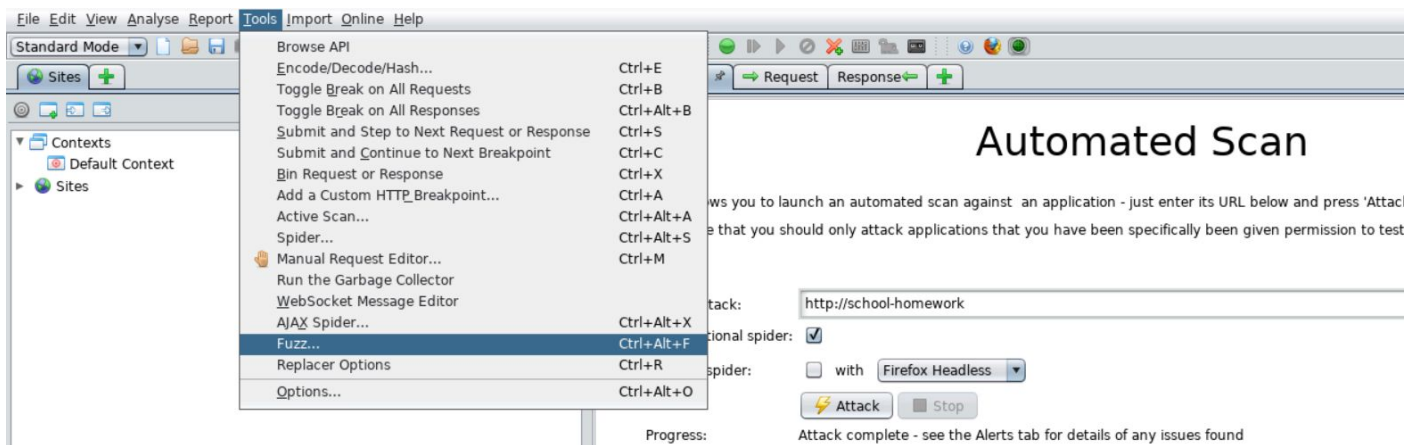 File Edit View Analyse Report Tools Import Online Help
Standard Mode
Sites
Request Response
Contexts
Default Context
Sites
Browse API
Encode/Decode/Hash... Ctrl+E
Toggle Break on All Requests Ctrl+B
Toggle Break on All Responses Ctrl+Alt+B
Submit and Step to Next Request or Response Ctrl+S
Submit and Continue to Next Breakpoint Ctrl+C
Bin Request or Response Ctrl+X
Add a Custom HTTP Breakpoint... Ctrl+A
Active Scan... Ctrl+Alt+A
Spider... Ctrl+Alt+S
Manual Request Editor... Ctrl+M
Run the Garbage Collector
WebSocket Message Editor
AJAX Spider... Ctrl+Alt+X
Fuzz... Ctrl+Alt+F
Replacer Options Ctrl+R
Options... Ctrl+Alt+O
Automated Scan
you to launch an automated scan against an application - just enter its URL below and press
that you should only attack applications that you have been specifically been given permission to test
http://school-homework
spider:
spider: with Firefox Headless
Attack Stop
Progress: Attack complete - see the Alerts tab for details of any issues found